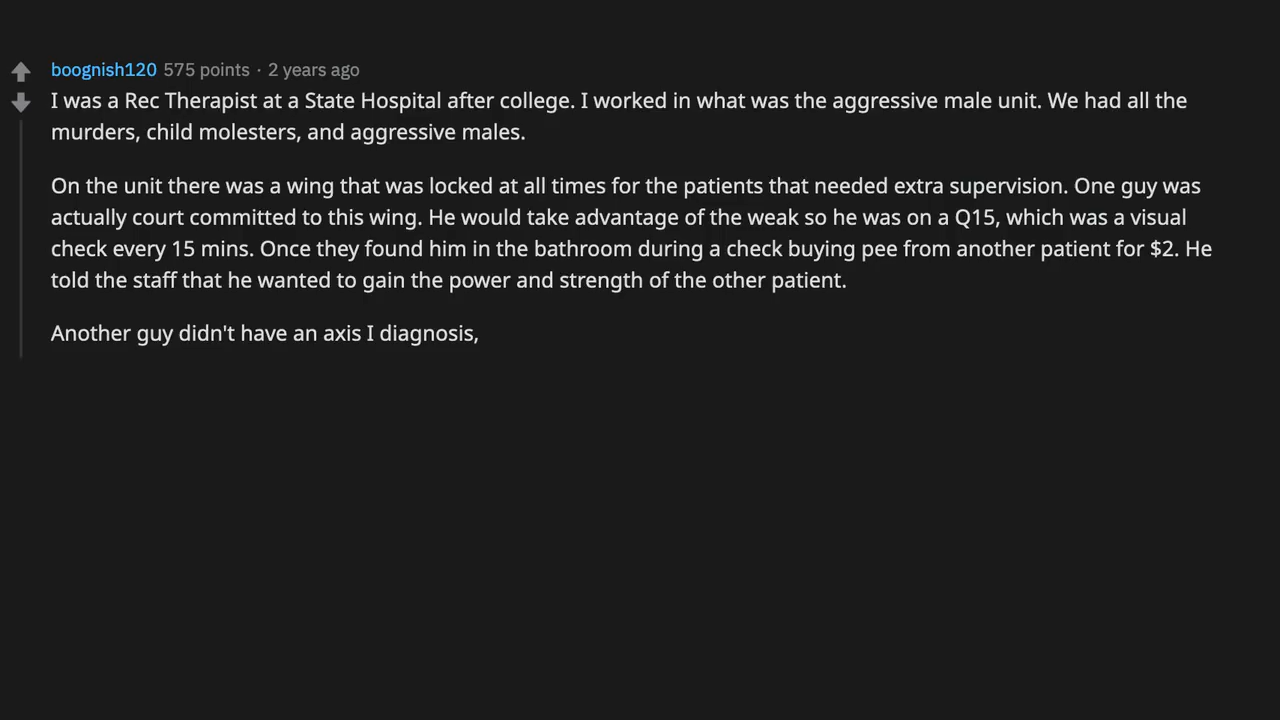 boognish120 575 points · 2 years ago
I was a Rec Therapist at a State Hospital after college. I worked in what was the aggressive male unit. We had all the
murders, child molesters, and aggressive males.
On the unit there was a wing that was locked at all times for the patients that needed extra supervision. One guy was
actually court committed to this wing. He would take advantage of the weak so he was on a Q15, which was a visual
check every 15 mins. Once they found him in the bathroom during a check buying pee from another patient for $2. He
told the staff that he wanted to gain the power and strength of the other patient.
Another guy didn't have an axis I diagnosis,